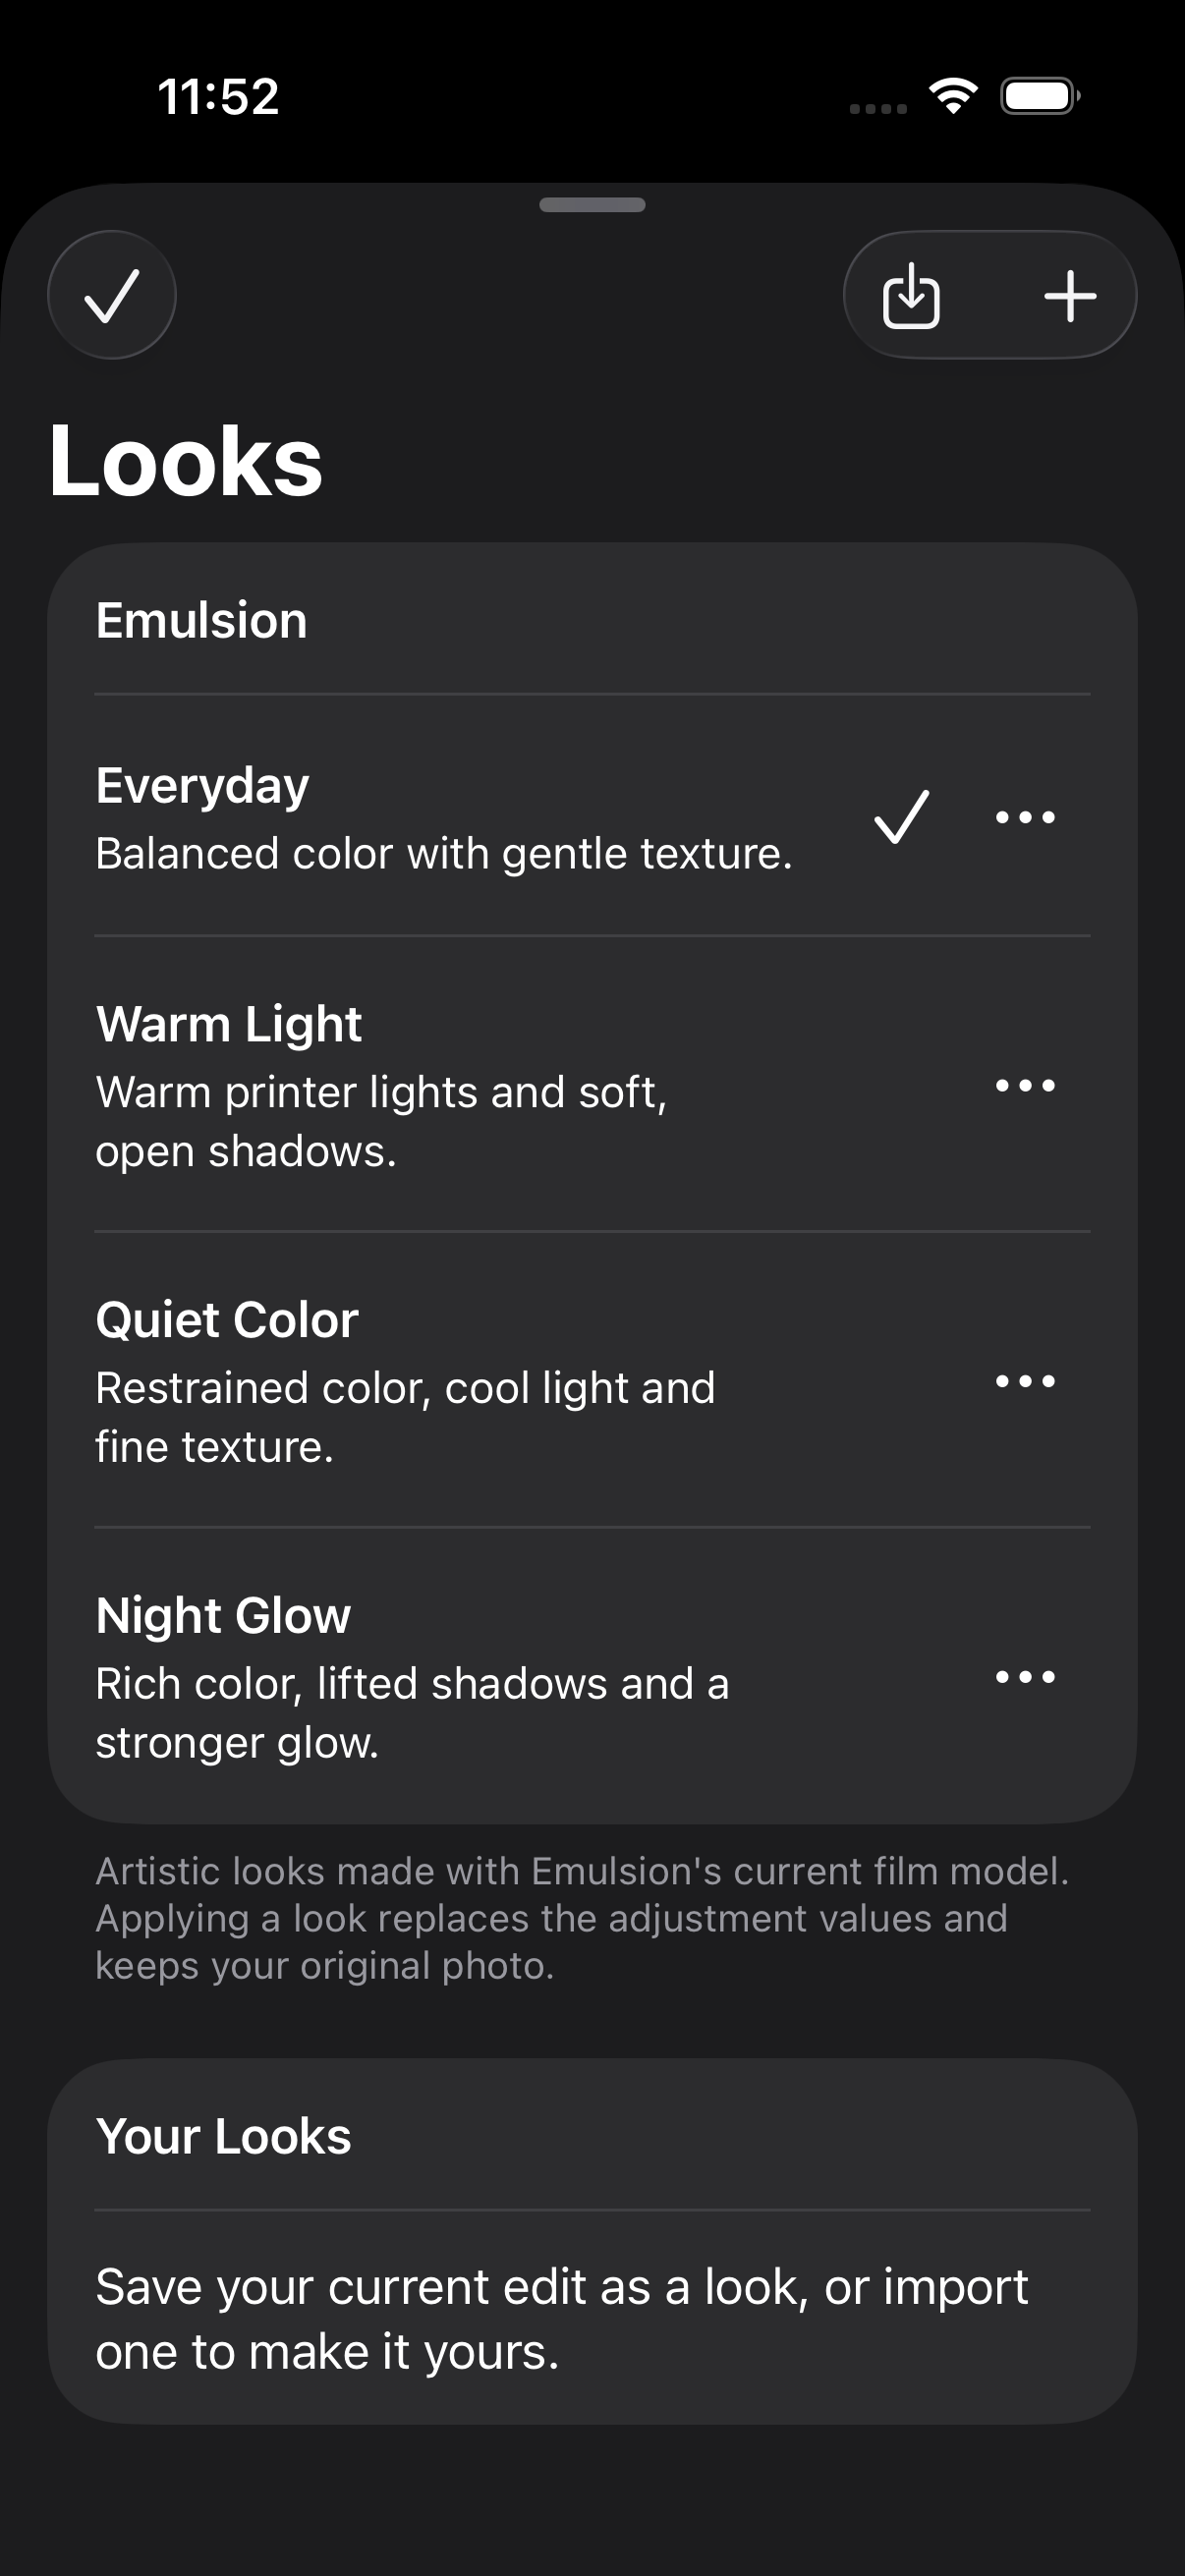 11:52
Looks
Emulsion
Everyday
Balanced color with gentle texture.
Warm Light
Warm printer lights and soft,
open shadows.
Quiet Color
Restrained color, cool light and
fine texture.
Night Glow
Rich color, lifted shadows and a
stronger glow.
Artistic looks made with Emulsion's current film model.
Applying a look replaces the adjustment values and
keeps your original photo.
Your Looks
Save your current edit as a look, or import
one to make it yours.